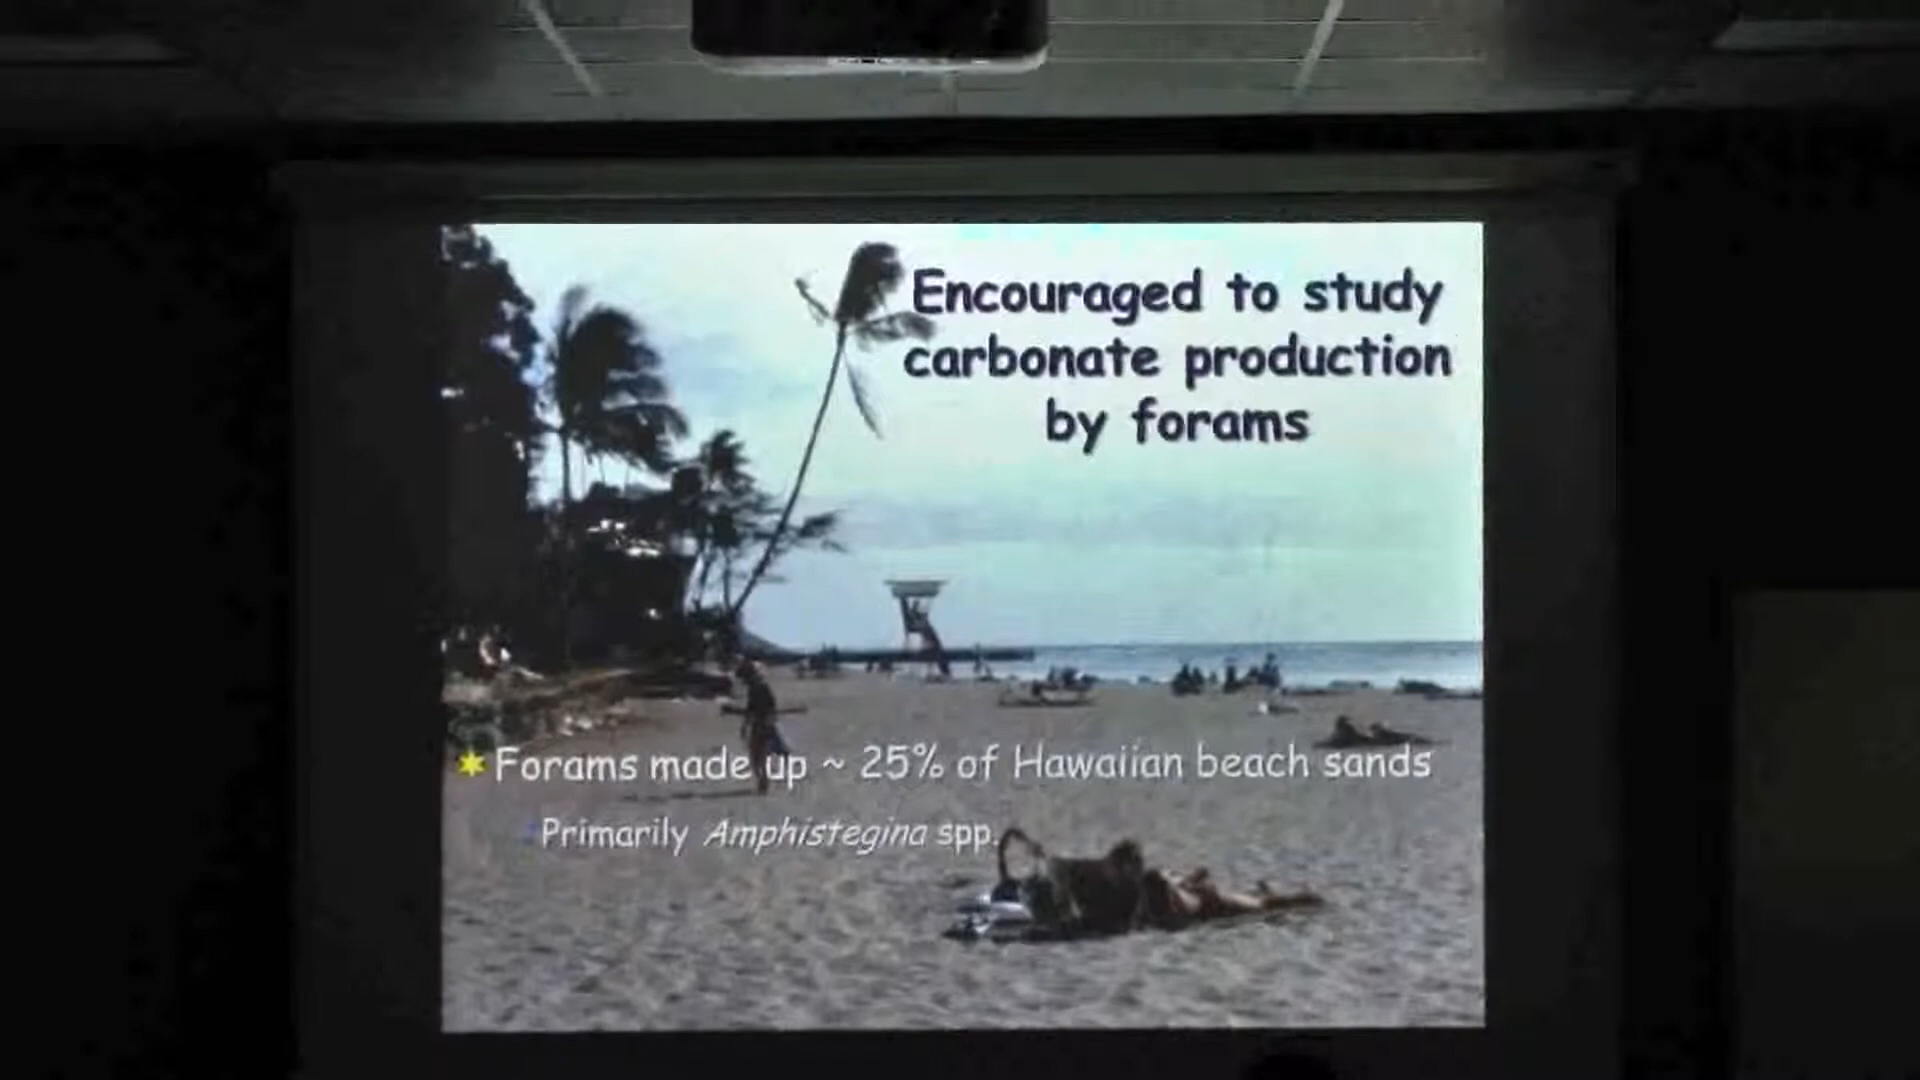 Encouraged to study
carbonate production
by forams
Forams made up ~ 25% of Hawaiian beach sands
Primarily Amphistegina spp.